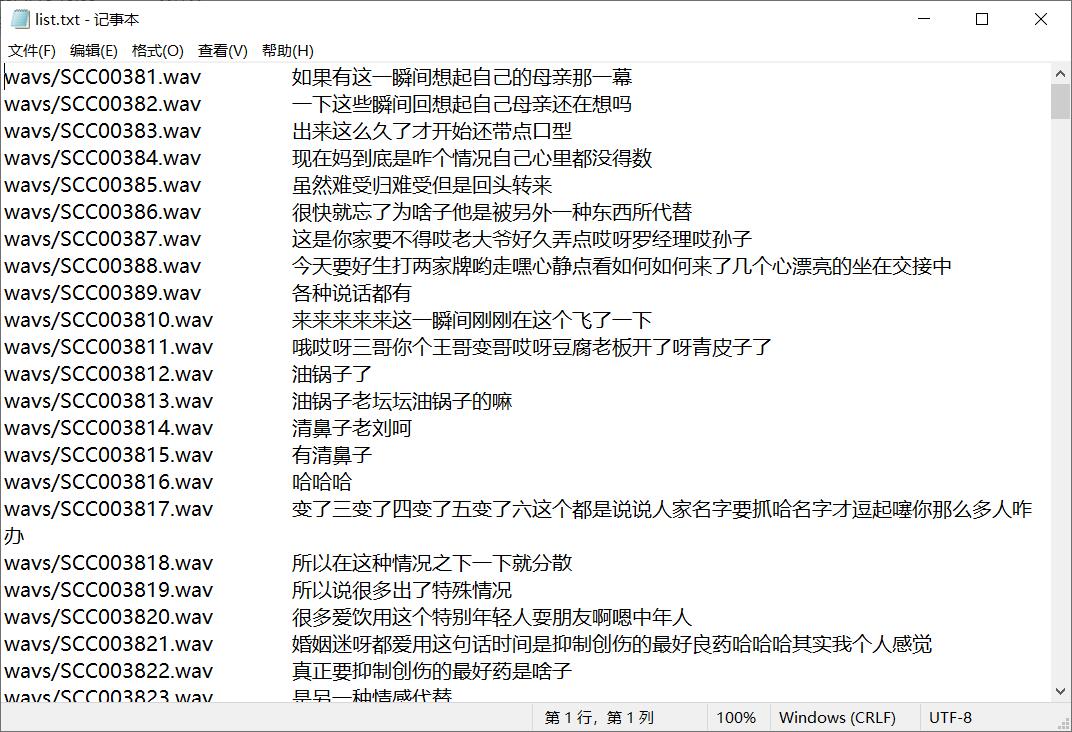 list.txt - 记事本
文件(F) 编辑(E) 格式(O) 查看(V) 帮助(H)
wavs/SCC00381.wav 如果有这一瞬间想起自己的母亲那一幕
wavs/SCC00382.wav 一下这些瞬间回想起自己母亲还在想吗
wavs/SCC00383.wav 出来这么久了才开始还带点口型
wavs/SCC00384.wav 现在妈到底是咋个情况自己心里都没得数
wavs/SCC00385.wav 虽然难受归难受但是回头转来
wavs/SCC00386.wav 很快就忘了为啥子他是被另外一种东西所代替
wavs/SCC00387.wav 这是你家要不得哎老大爷好久弄点哎呀罗经理哎孙子
wavs/SCC00388.wav 今天要好生打两家牌哟走嘿心静点看如何如何来了几个心漂亮的坐在交接中
wavs/SCC00389.wav 各种说话都有
wavs/SCC003810.wav 来来来来来这一瞬间刚刚在这个飞了一下
wavs/SCC003811.wav 哦哎呀三哥你个王哥变哥哎呀豆腐老板开了呀青皮子了
wavs/SCC003812.wav 油锅子了
wavs/SCC003813.wav 油锅子老坛坛油锅子的嘛
wavs/SCC003814.wav 清鼻子老刘呵
wavs/SCC003815.wav 有清鼻子
wavs/SCC003816.wav 哈哈哈
wavs/SCC003817.wav 变了三变了四变了五变了六这个都是说说人家名字要抓哈名字才逗起噻你那么多人咋
办
wavs/SCC003818.wav 所以在这种情况之下一下就分散
wavs/SCC003819.wav 所以说很多出了特殊情况
wavs/SCC003820.wav 很多爱饮用这个特别年轻人耍朋友啊嗯中年人
wavs/SCC003821.wav 婚姻迷呀都爱用这句话时间是抑制创伤的最好良药哈哈哈其实我个人感觉
wavs/SCC003822.wav 真正要抑制创伤的最好药是啥子
wavs/SCC003823.wav 是另一种情感代替
第 1 行，第 1 列 100% Windows (CRLF) UTF-8